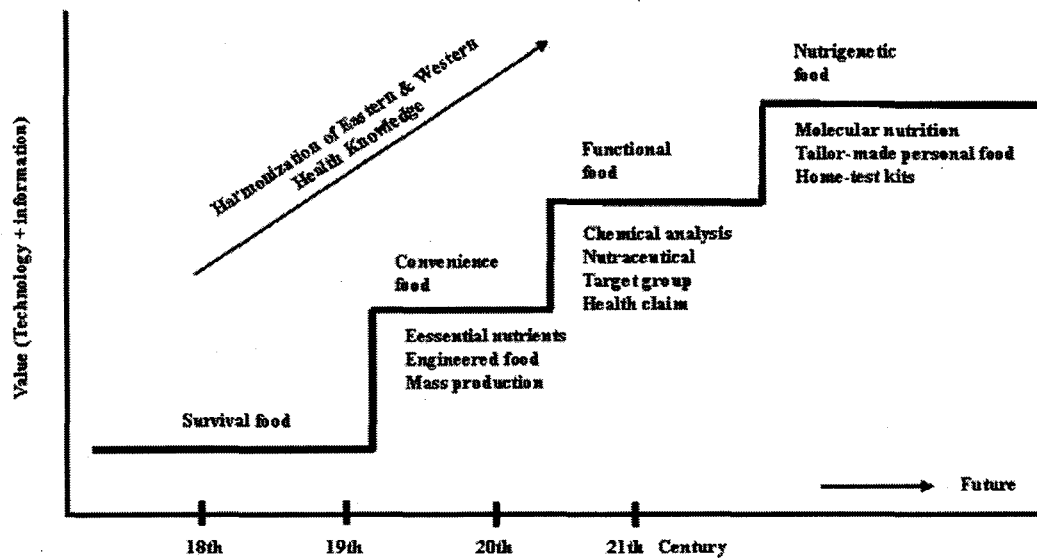 Nutrigenetic
food
Harmonization of Eastern & Western
Health Knowledge
Molecular nutrition
Tailor-made personal food
Home-test kits
Functional
food
Chemical analysis
Nutraceutical
Target group
Health claim
Convenience
food
Eessential nutrients
Engineered food
Mass production
Survival food
Value (Technology + information)
Future
18th 19th 20th 21th Century